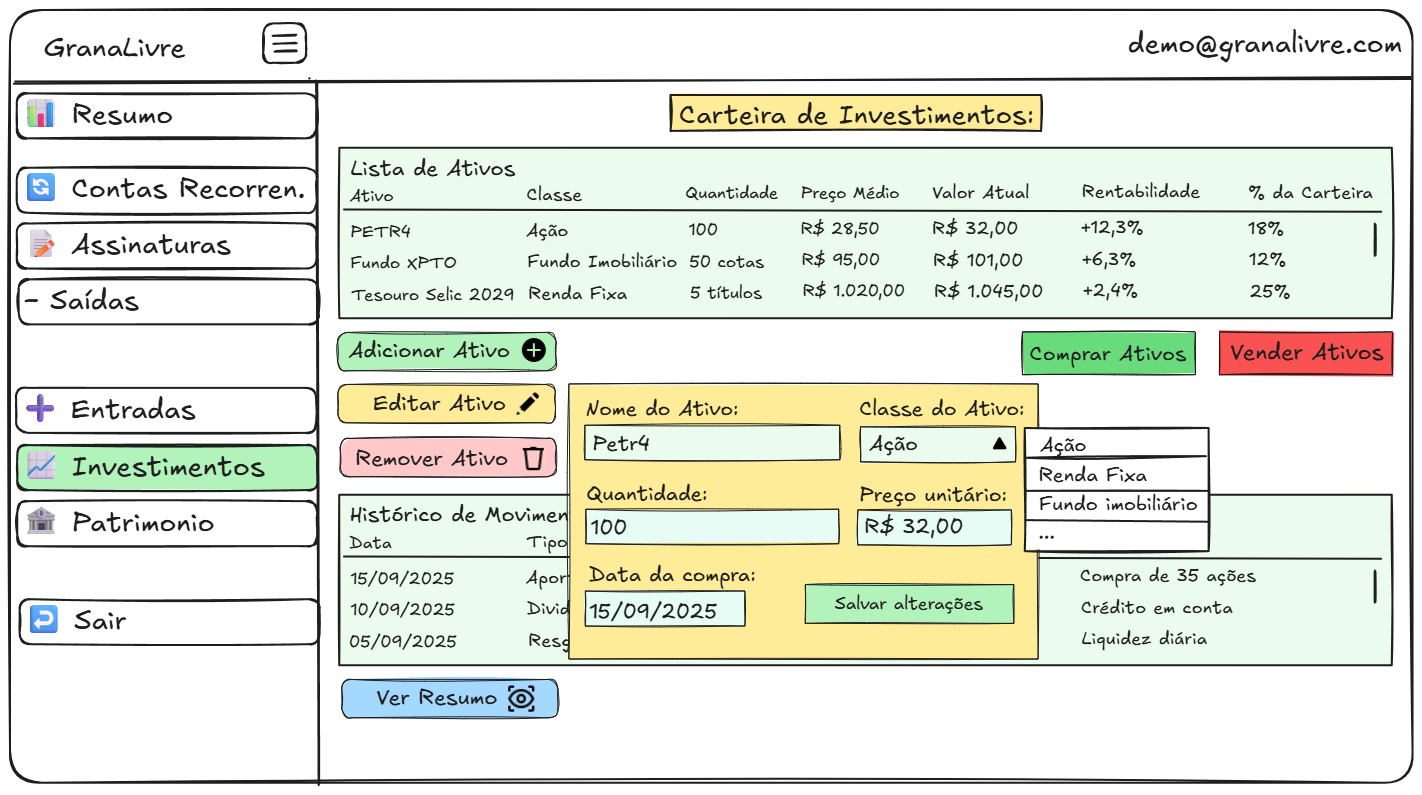 GranaLivre
demo@granalivre.com
Resumo
Contas Recorren.
Assinaturas
- Saídas
Entradas
Investimentos
Patrimonio
Sair
Carteira de Investimentos:
Lista de Ativos
Ativo Classe Quantidade Preço Médio Valor Atual Rentabilidade % da Carteira
PETR4 Ação 100 R$ 28,50 R$ 32,00 +12,3% 18%
Fundo XPTO Fundo Imobiliário 50 cotas R$ 95,00 R$ 101,00 +6,3% 12%
Tesouro Selic 2029 Renda Fixa 5 títulos R$ 1.020,00 R$ 1.045,00 +2,4% 25%
Adicionar Ativo
Comprar Ativos
Vender Ativos
Editar Ativo
Remover Ativo
Nome do Ativo: Classe do Ativo:
Petr4 Ação
Quantidade: Preço unitário:
100 R$ 32,00
Data da compra:
15/09/2025
Salvar alterações
Ação
Renda Fixa
Fundo imobiliário
...
Histórico de Movimen
Data Tipo
15/09/2025 Apor Compra de 35 ações
10/09/2025 Divid Crédito em conta
05/09/2025 Resg Liquidez diária
Ver Resumo